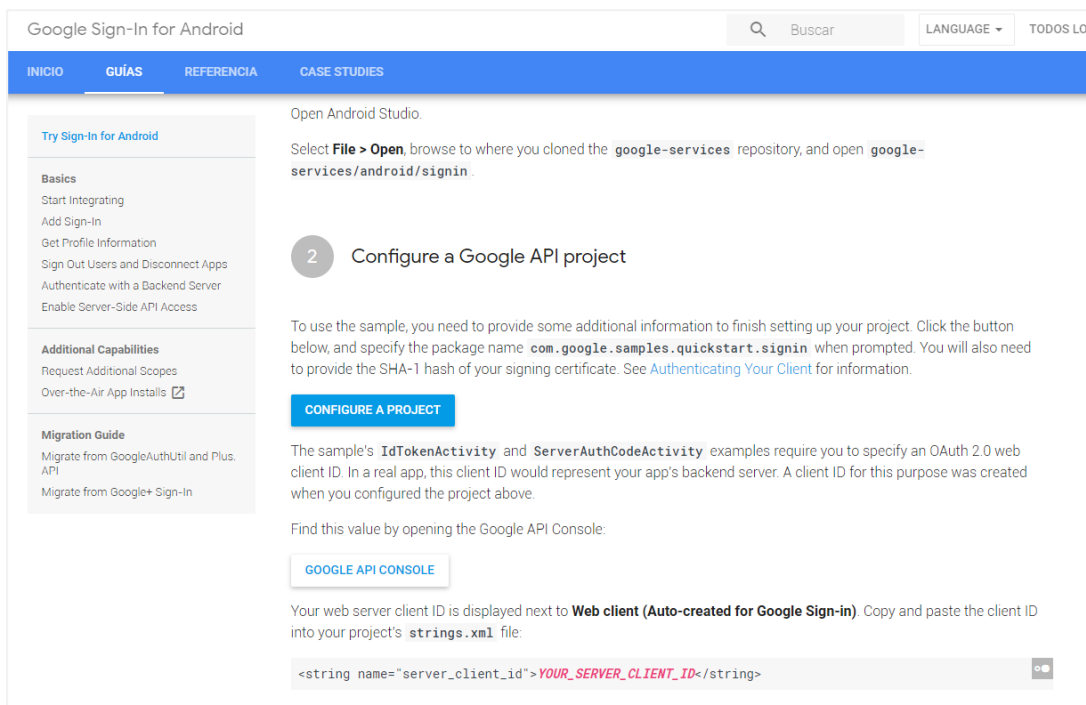 Google Sign-In for Android
Buscar
LANGUAGE
TODOS LO
INICIO
GUÍAS
REFERENCIA
CASE STUDIES
Try Sign-In for Android
Basics
Start Integrating
Add Sign-In
Get Profile Information
Sign Out Users and Disconnect Apps
Authenticate with a Backend Server
Enable Server-Side API Access
Additional Capabilities
Request Additional Scopes
Over-the-Air App Installs
Migration Guide
Migrate from GoogleAuthUtil and Plus.
API
Migrate from Google+ Sign-In
Open Android Studio.
Select File > Open, browse to where you cloned the google-services repository, and open google-
services/android/signin.
2
Configure a Google API project
To use the sample, you need to provide some additional information to finish setting up your project. Click the button
below, and specify the package name com.google.samples.quickstart.signin when prompted. You will also need
to provide the SHA-1 hash of your signing certificate. See Authenticating Your Client for information.
CONFIGURE A PROJECT
The sample's IdTokenActivity and ServerAuthCodeActivity examples require you to specify an OAuth 2.0 web
client ID. In a real app, this client ID would represent your app's backend server. A client ID for this purpose was created
when you configured the project above.
Find this value by opening the Google API Console:
GOOGLE API CONSOLE
Your web server client ID is displayed next to Web client (Auto-created for Google Sign-in). Copy and paste the client ID
into your project's strings.xml file:
<string name="server_client_id">YOUR_SERVER_CLIENT_ID</string>